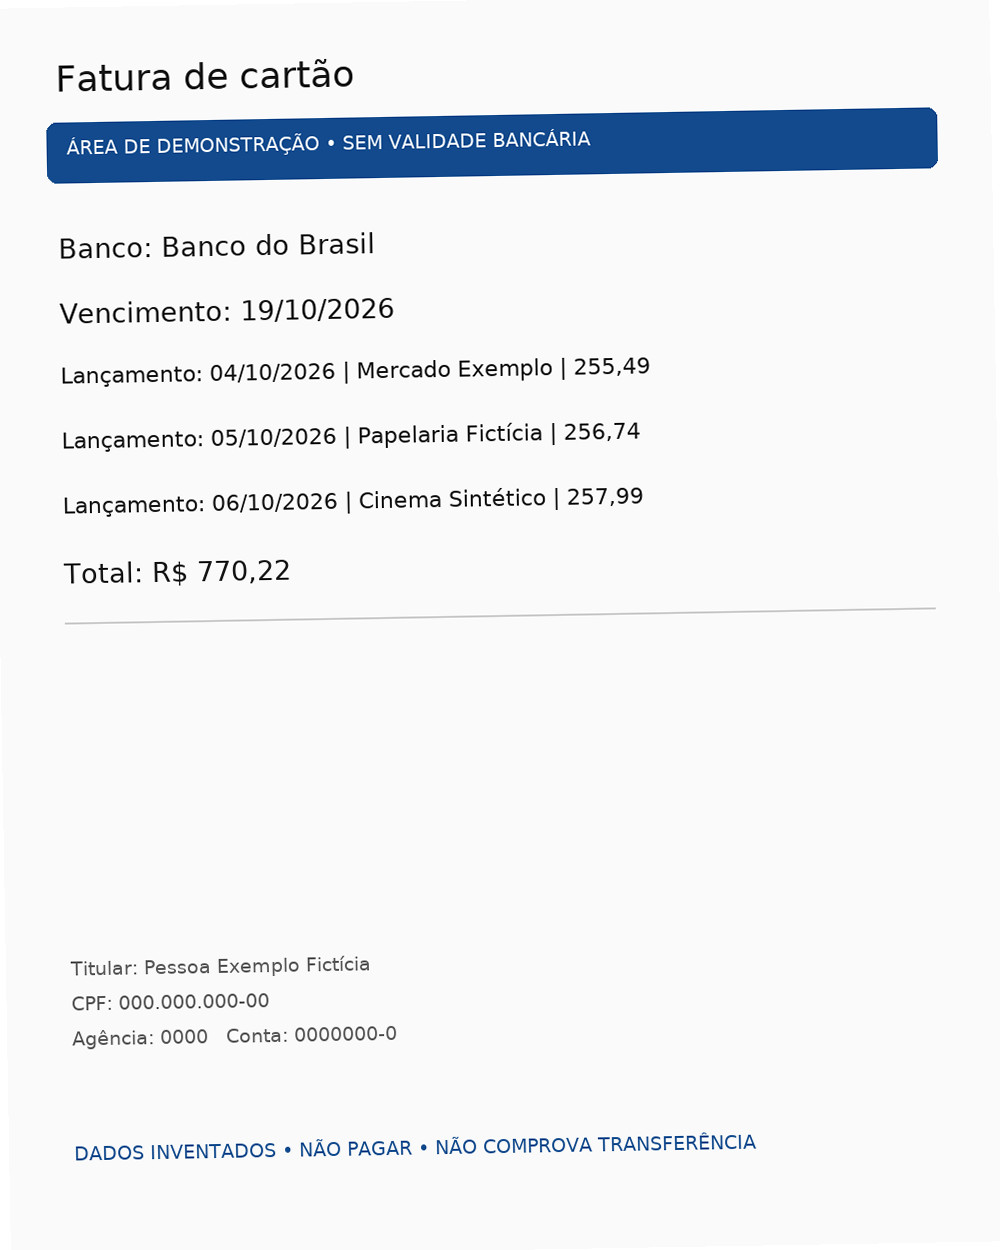 Fatura de cartão
ÁREA DE DEMONSTRAÇÃO • SEM VALIDADE BANCÁRIA
Banco: Banco do Brasil
Vencimento: 19/10/2026
Lançamento: 04/10/2026 | Mercado Exemplo | 255,49
Lançamento: 05/10/2026 | Papelaria Fictícia | 256,74
Lançamento: 06/10/2026 | Cinema Sintético | 257,99
Total: R$ 770,22
Titular: Pessoa Exemplo Fictícia
CPF: 000.000.000-00
Agência: 0000   Conta: 0000000-0
DADOS INVENTADOS • NÃO PAGAR • NÃO COMPROVA TRANSFERÊNCIA